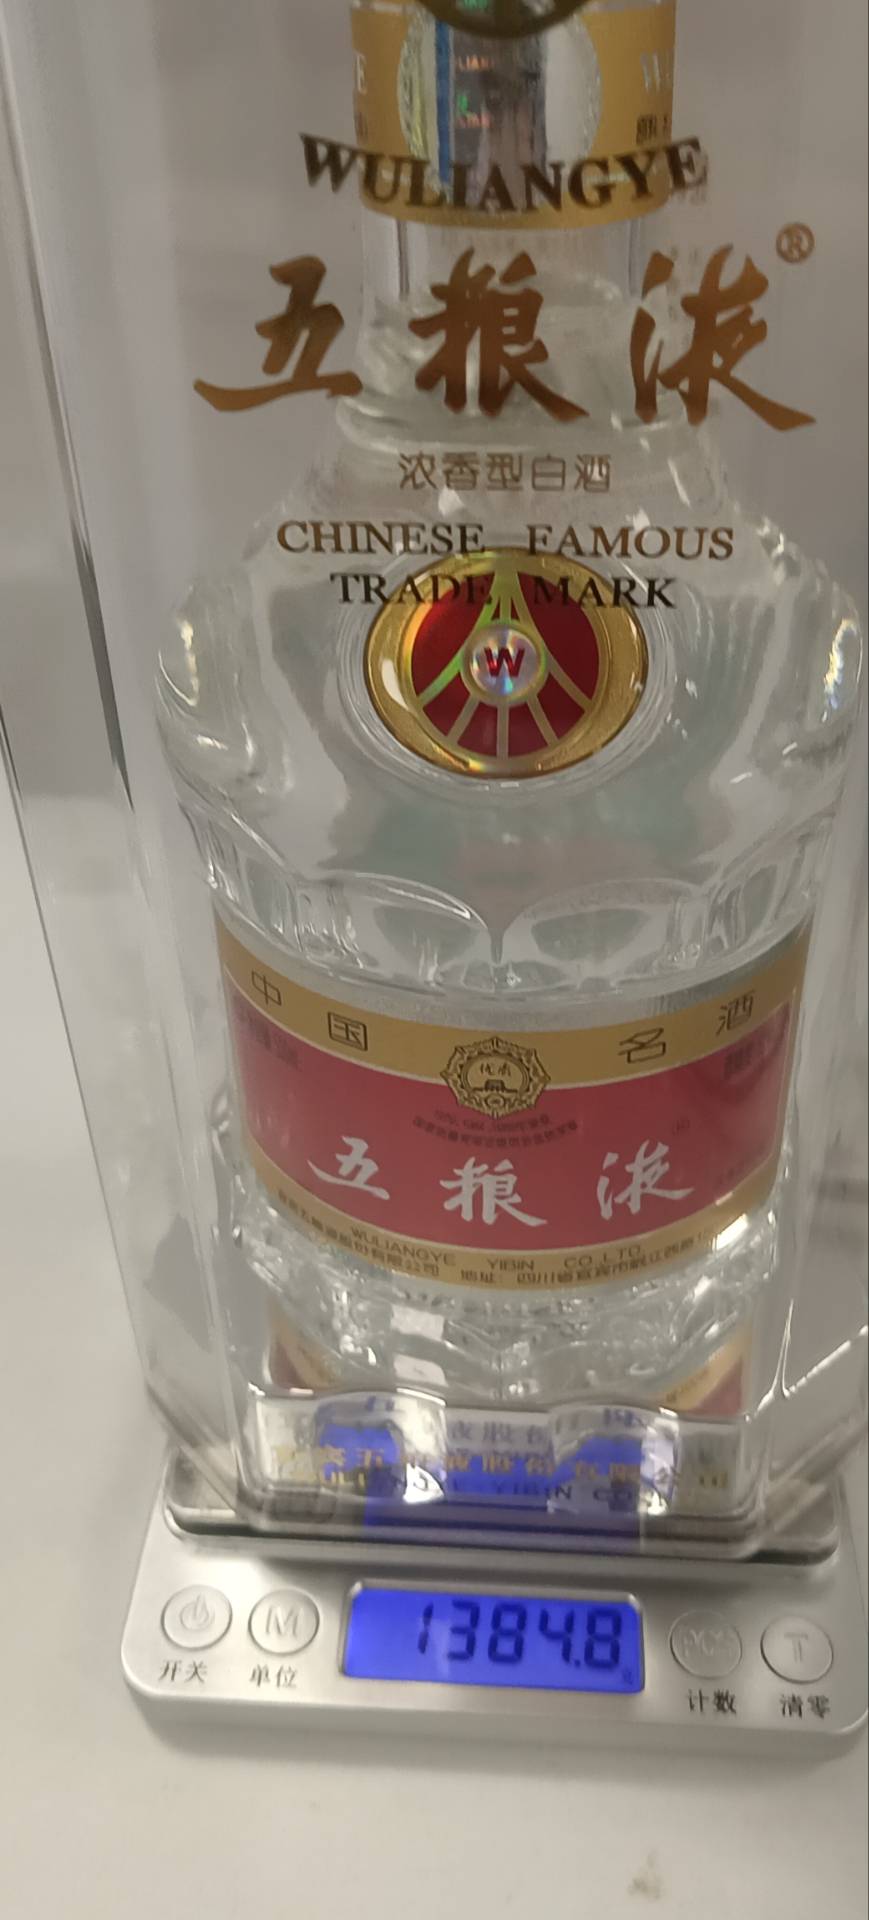 WULIANGYE
五粮液®
浓香型白酒
CHINESE FAMOUS
TRADE MARK
W
中国名酒
五粮液
WULIANGYE YIBIN CO.,LTD
1384.8
M
T
开关
单位
计数
清零